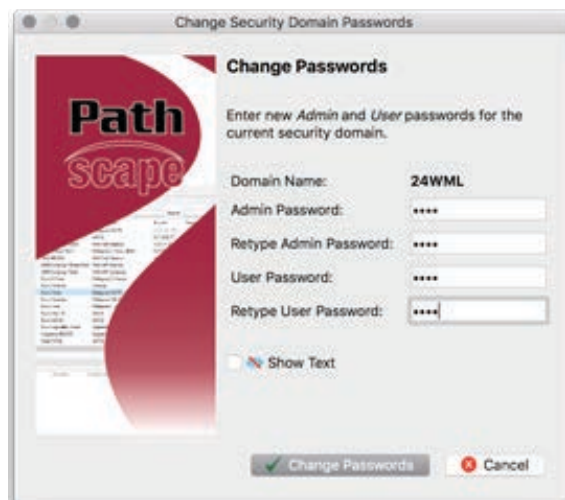 Change Security Domain Passwords
Path
scape
Change Passwords
Enter new Admin and User passwords for the
current security domain.
Domain Name: 24WML
Admin Password: ••••
Retype Admin Password: ••••
User Password: ••••
Retype User Password: ••••
Show Text
Change Passwords
Cancel